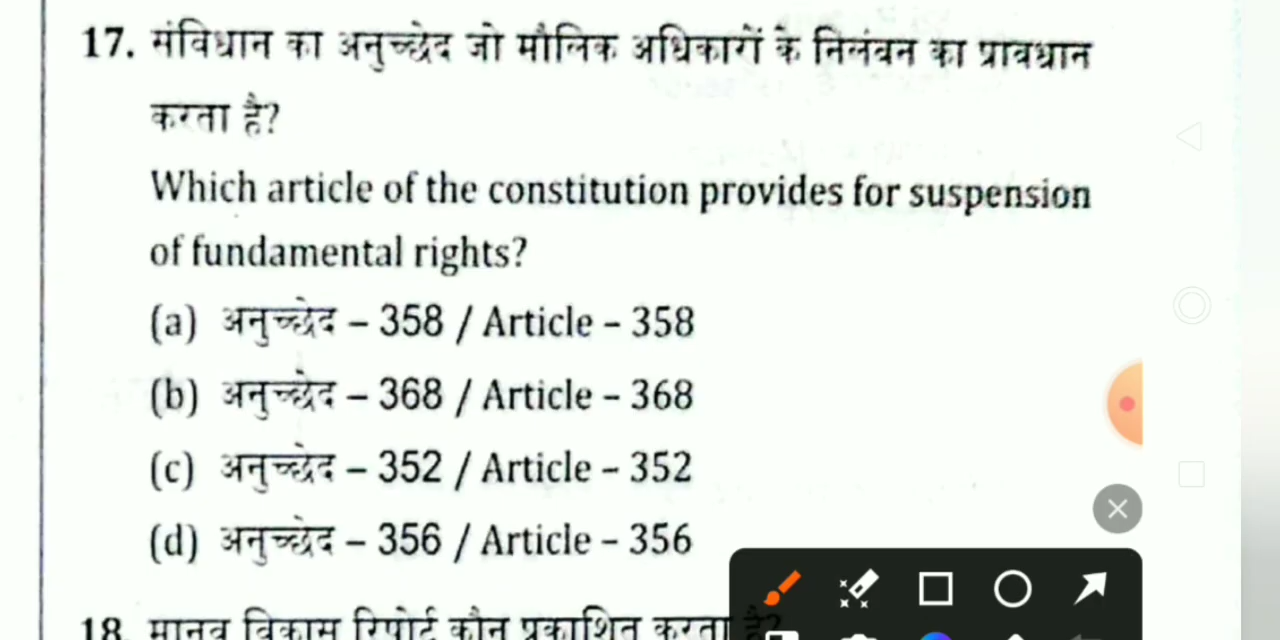 17. संविधान का अनुच्छेद जो मौलिक अधिकारों के निलंबन का प्रावधान
करता है?
Which article of the constitution provides for suspension
of fundamental rights?
(a) अनुच्छेद – 358 / Article – 358
(b) अनुच्छेद – 368 / Article – 368
(c) अनुच्छेद – 352 / Article – 352
(d) अनुच्छेद – 356 / Article – 356
18. मानव विकास रिपोर्ट कौन प्रकाशित करता है?